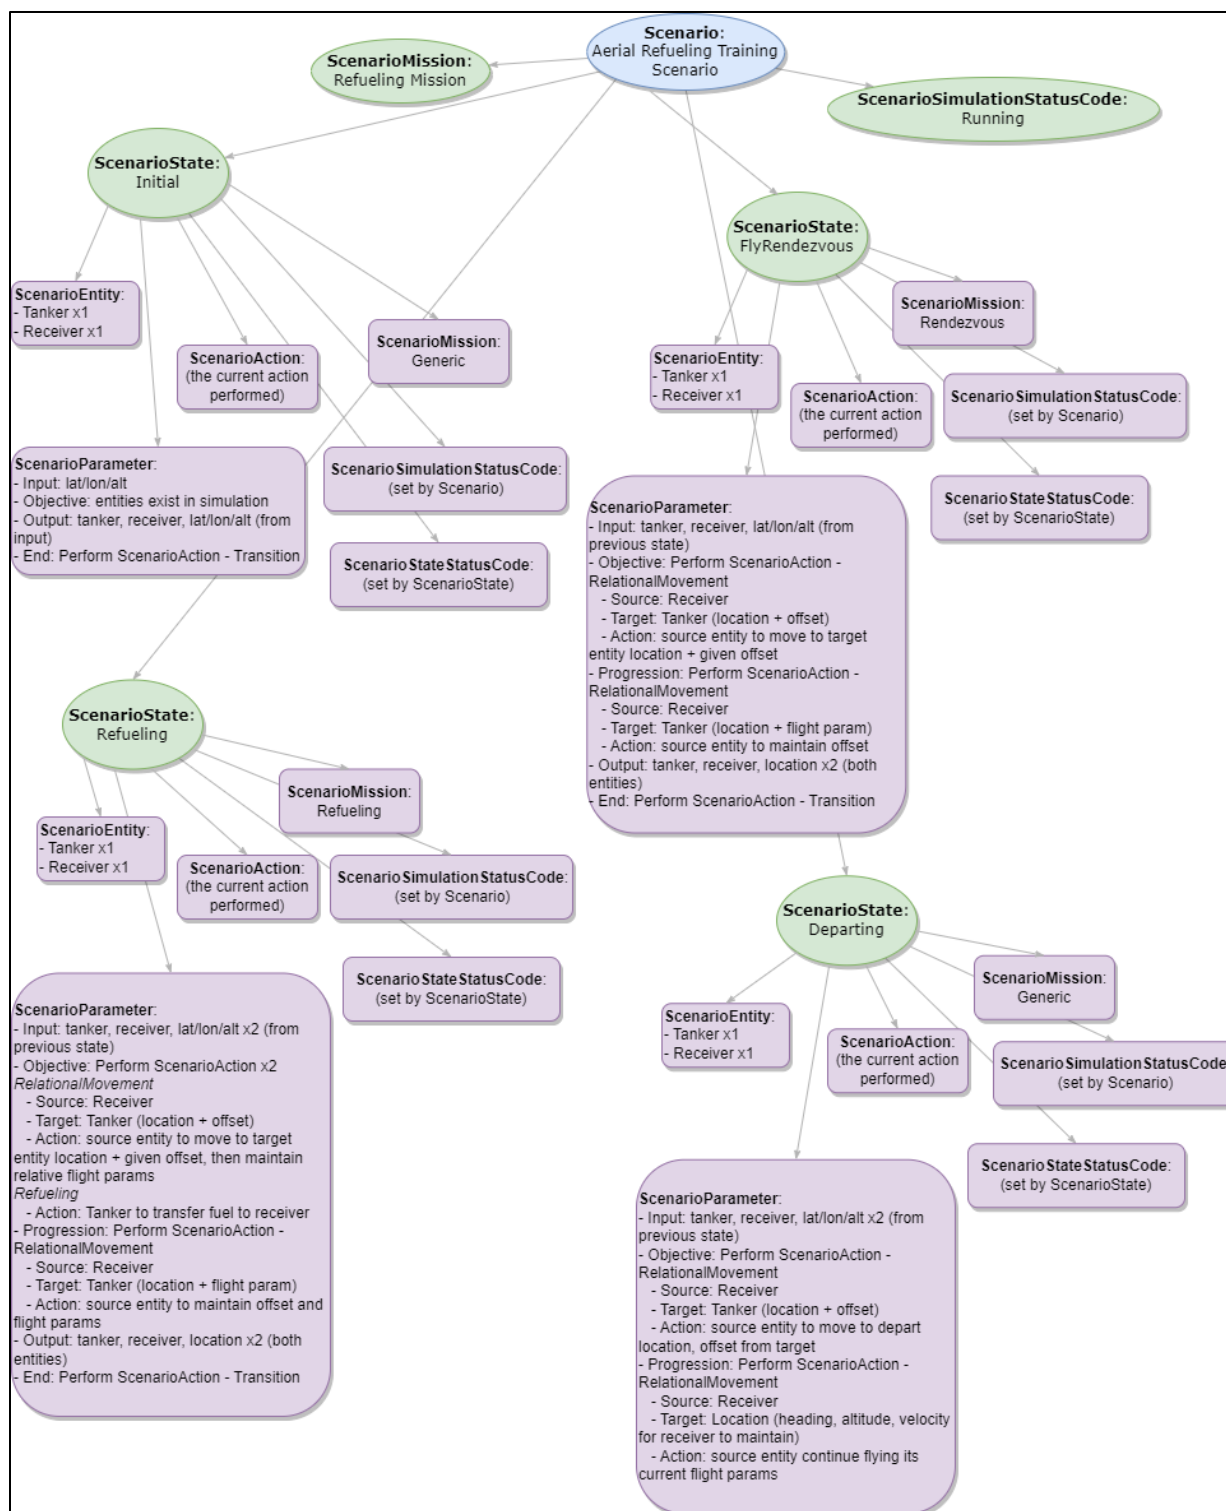 Scenario:
Aerial Refueling Training
Scenario
ScenarioMission:
Refueling Mission
ScenarioSimulationStatusCode:
Running
ScenarioState:
Initial
ScenarioEntity:
- Tanker x1
- Receiver x1
ScenarioAction:
(the current action
performed)
ScenarioMission:
Generic
ScenarioParameter:
- Input: lat/lon/alt
- Objective: entities exist in simulation
- Output: tanker, receiver, lat/lon/alt (from
input)
- End: Perform ScenarioAction - Transition
ScenarioSimulationStatusCode:
(set by Scenario)
ScenarioStateStatusCode:
(set by ScenarioState)
ScenarioState:
FlyRendezvous
ScenarioMission:
Rendezvous
ScenarioEntity:
- Tanker x1
- Receiver x1
ScenarioAction:
(the current action
performed)
ScenarioSimulationStatusCode:
(set by Scenario)
ScenarioStateStatusCode:
(set by ScenarioState)
ScenarioParameter:
- Input: tanker, receiver, lat/lon/alt (from
previous state)
- Objective: Perform ScenarioAction -
RelationalMovement
- Source: Receiver
- Target: Tanker (location + offset)
- Action: source entity to move to target
entity location + given offset
- Progression: Perform ScenarioAction -
RelationalMovement
- Source: Receiver
- Target: Tanker (location + flight param)
- Action: source entity to maintain offset
- Output: tanker, receiver, location x2 (both
entities)
- End: Perform ScenarioAction - Transition
ScenarioState:
Refueling
ScenarioMission:
Refueling
ScenarioEntity:
- Tanker x1
- Receiver x1
ScenarioAction:
(the current action
performed)
ScenarioSimulationStatusCode:
(set by Scenario)
ScenarioStateStatusCode:
(set by ScenarioState)
ScenarioParameter:
- Input: tanker, receiver, lat/lon/alt x2 (from
previous state)
- Objective: Perform ScenarioAction x2
RelationalMovement
- Source: Receiver
- Target: Tanker (location + offset)
- Action: source entity to move to target
entity location + given offset, then maintain
relative flight params
Refueling
- Action: Tanker to transfer fuel to receiver
- Progression: Perform ScenarioAction -
RelationalMovement
- Source: Receiver
- Target: Tanker (location + flight param)
- Action: source entity to maintain offset and
flight params
- Output: tanker, receiver, location x2 (both
entities)
- End: Perform ScenarioAction - Transition
ScenarioState:
Departing
ScenarioMission:
Generic
ScenarioEntity:
- Tanker x1
- Receiver x1
ScenarioAction:
(the current action
performed)
ScenarioSimulationStatusCode:
(set by Scenario)
ScenarioStateStatusCode:
(set by ScenarioState)
ScenarioParameter:
- Input: tanker, receiver, lat/lon/alt x2 (from
previous state)
- Objective: Perform ScenarioAction -
RelationalMovement
- Source: Receiver
- Target: Tanker (location + offset)
- Action: source entity to move to depart
location, offset from target
- Progression: Perform ScenarioAction -
RelationalMovement
- Source: Receiver
- Target: Location (heading, altitude, velocity
for receiver to maintain)
- Action: source entity continue flying its
current flight params